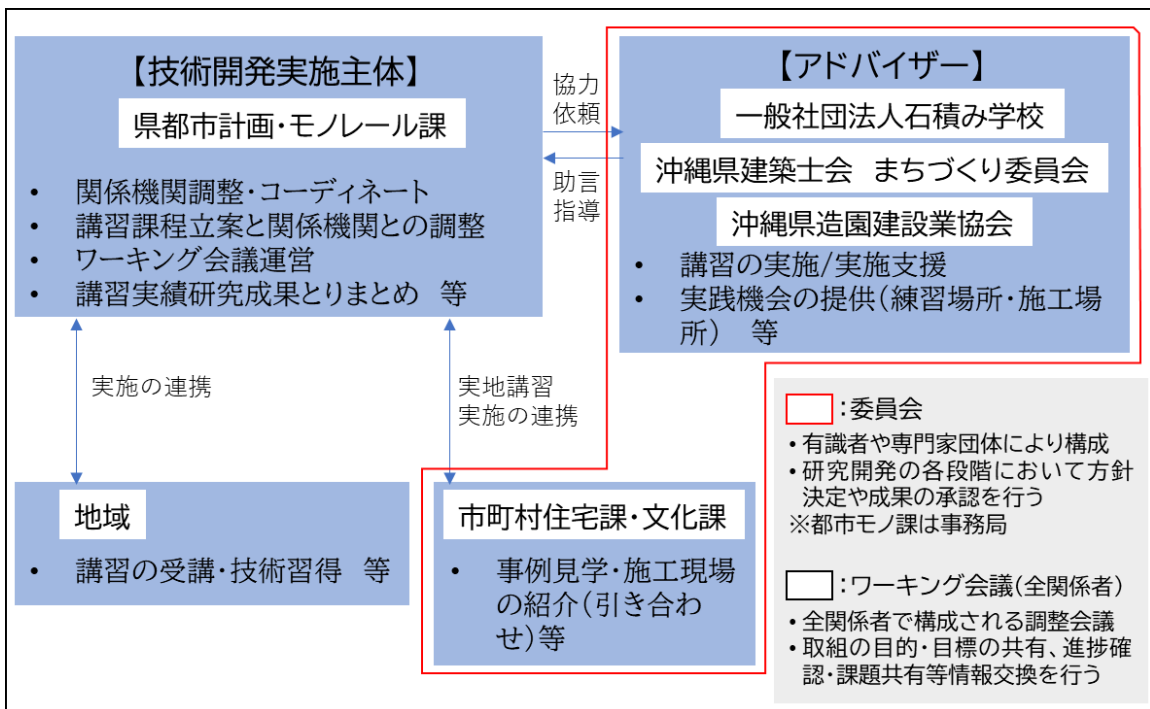 【技術開発実施主体】
県都市計画・モノレール課
• 関係機関調整・コーディネート
• 講習課程立案と関係機関との調整
• ワーキング会議運営
• 講習実績研究成果とりまとめ　等
協力
依頼
助言
指導
【アドバイザー】
一般社団法人石積み学校
沖縄県建築士会　まちづくり委員会
沖縄県造園建設業協会
• 講習の実施/実施支援
• 実践機会の提供（練習場所・施工場
所）　等
実施の連携
実地講習
実施の連携
地域
• 講習の受講・技術習得　等
市町村住宅課・文化課
• 事例見学・施工現場
の紹介（引き合わ
せ）等
：委員会
• 有識者や専門家団体により構成
• 研究開発の各段階において方針
決定や成果の承認を行う
※都市モノ課は事務局
：ワーキング会議（全関係者）
• 全関係者で構成される調整会議
• 取組の目的・目標の共有、進捗確
認・課題共有等情報交換を行う